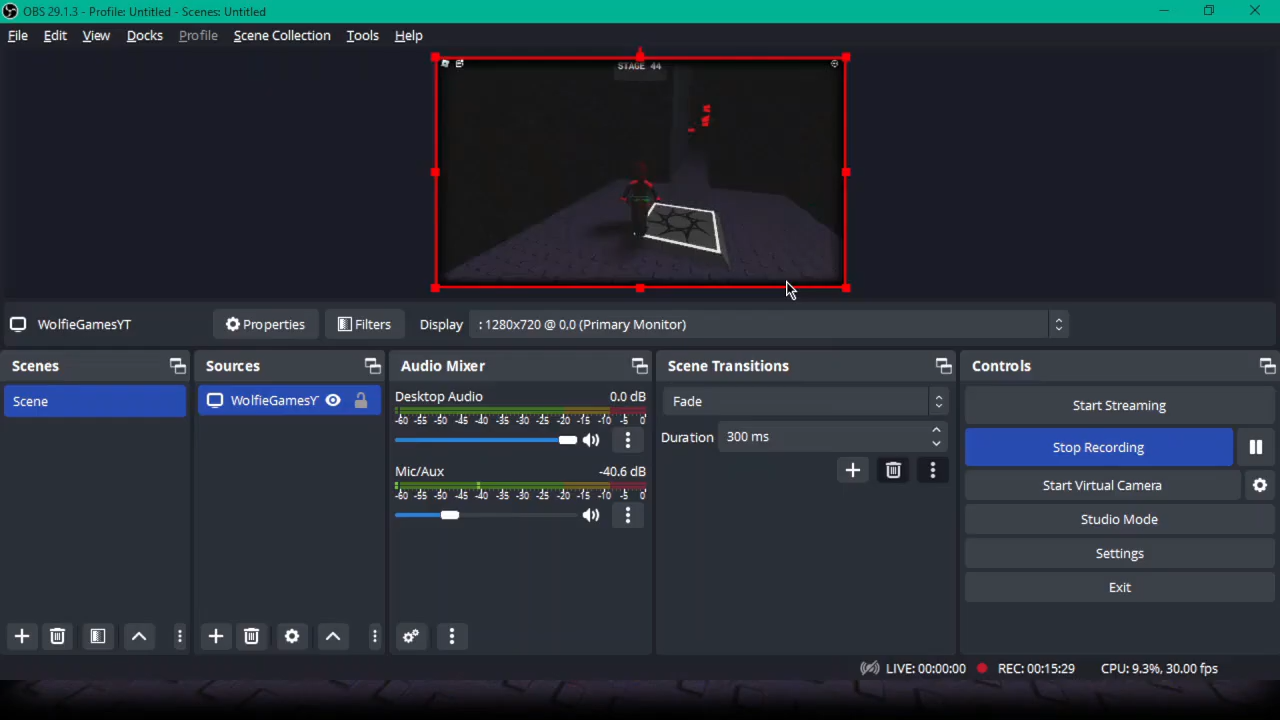 OBS 29.1.3 - Profile: Untitled - Scenes: Untitled
File Edit View Docks Profile Scene Collection Tools Help
STAGE 44
WolfieGamesYT Properties Filters Display : 1280x720 @ 0,0 (Primary Monitor)
Scenes
Scene
Sources
WolfieGamesY
Audio Mixer
Desktop Audio 0.0 dB
-60 -55 -50 -45 -40 -35 -30 -25 -20 -15 -10 -5 0
Mic/Aux -40.6 dB
-60 -55 -50 -45 -40 -35 -30 -25 -20 -15 -10 -5 0
Scene Transitions
Fade
Duration 300 ms
Controls
Start Streaming
Stop Recording
Start Virtual Camera
Studio Mode
Settings
Exit
LIVE: 00:00:00 REC: 00:15:29 CPU: 9.3%, 30.00 fps